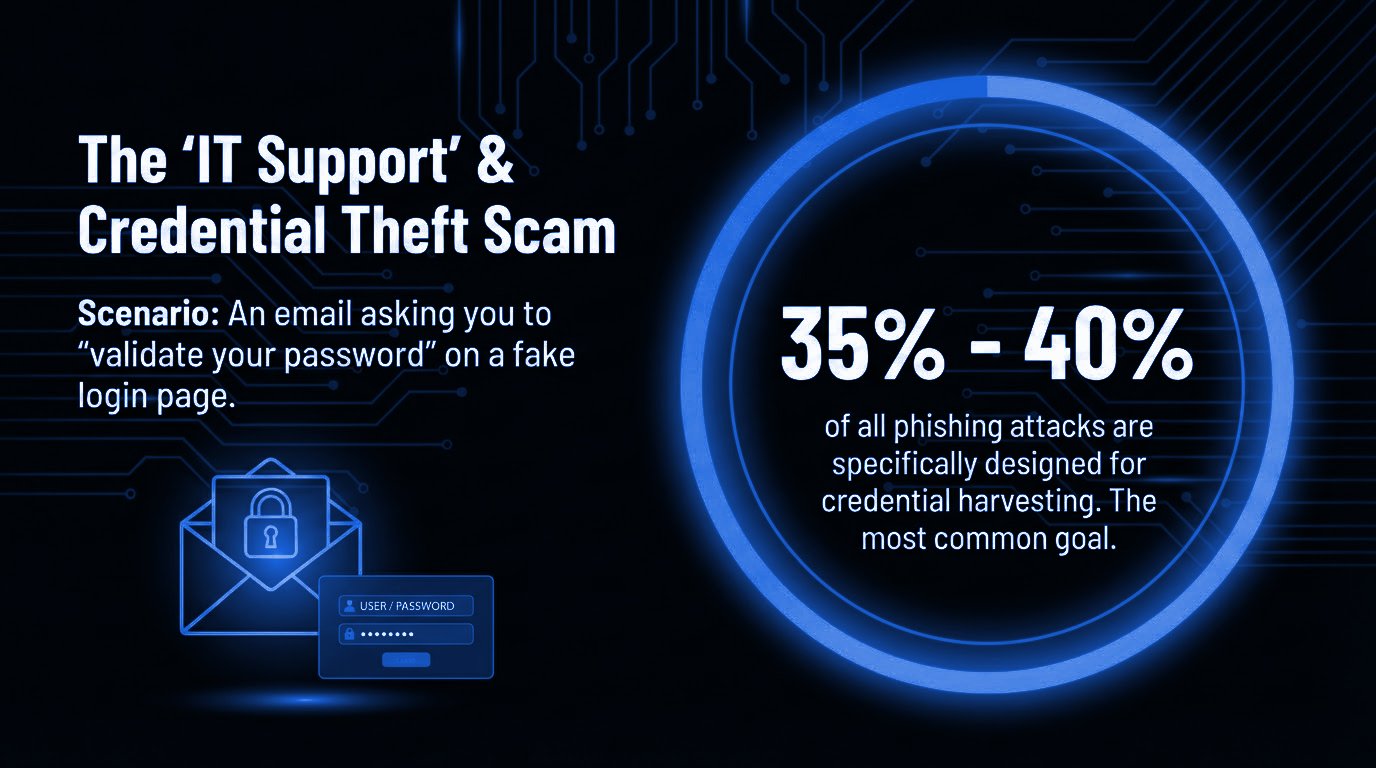 The ‘IT Support’ &
Credential Theft Scam
Scenario: An email asking you to
“validate your password” on a fake
login page.
USER / PASSWORD
35% - 40%
of all phishing attacks are
specifically designed for
credential harvesting. The
most common goal.